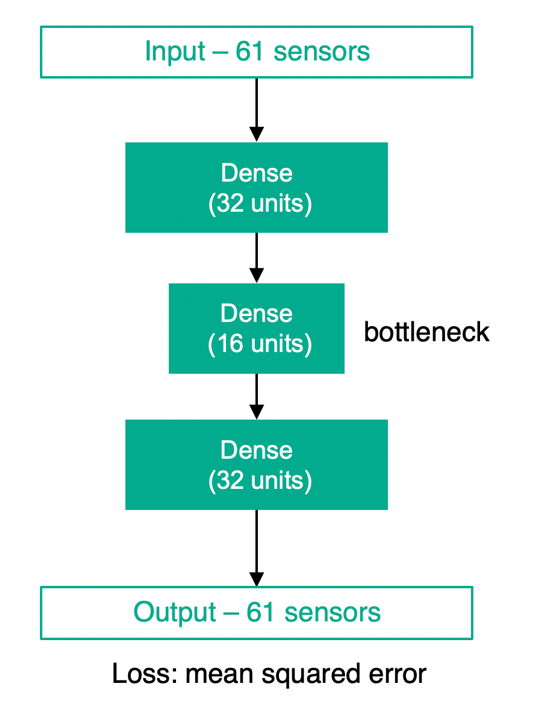 Input – 61 sensors
Dense
(32 units)
Dense
(16 units)
bottleneck
Dense
(32 units)
Output – 61 sensors
Loss: mean squared error